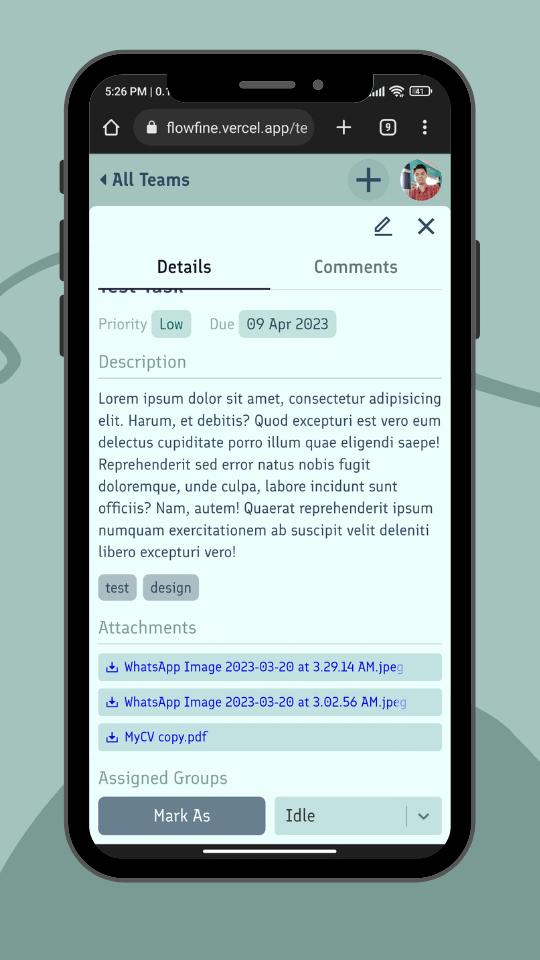 5:26 PM | 0.1
41
flowfine.vercel.app/te
9
All Teams
Details
Comments
Test Task
Priority Low Due 09 Apr 2023
Description
Lorem ipsum dolor sit amet, consectetur adipisicing
elit. Harum, et debitis? Quod excepturi est vero eum
delectus cupiditate porro illum quae eligendi saepe!
Reprehenderit sed error natus nobis fugit
doloremque, unde culpa, labore incidunt sunt
officiis? Nam, autem! Quaerat reprehenderit ipsum
numquam exercitationem ab suscipit velit deleniti
libero excepturi vero!
test design
Attachments
WhatsApp Image 2023-03-20 at 3.29.14 AM.jpeg
WhatsApp Image 2023-03-20 at 3.02.56 AM.jpeg
MyCV copy.pdf
Assigned Groups
Mark As
Idle